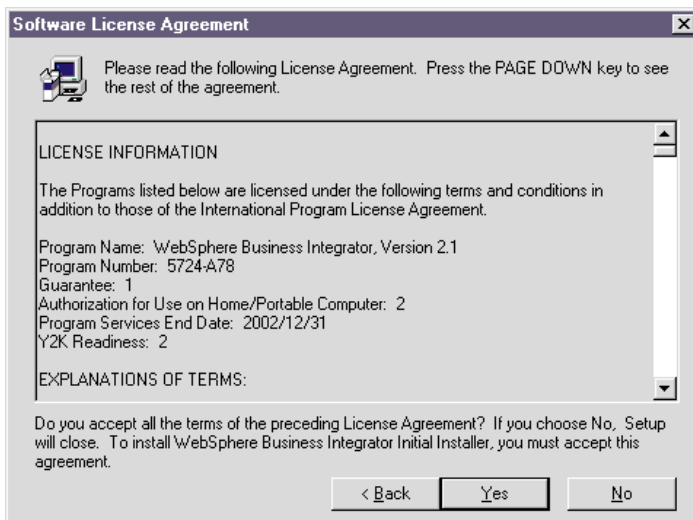 Software License Agreement
Please read the following License Agreement. Press the PAGE DOWN key to see
the rest of the agreement.
LICENSE INFORMATION
The Programs listed below are licensed under the following terms and conditions in
addition to those of the International Program License Agreement.
Program Name: WebSphere Business Integrator, Version 2.1
Program Number: 5724-A78
Guarantee: 1
Authorization for Use on Home/Portable Computer: 2
Program Services End Date: 2002/12/31
Y2K Readiness: 2
EXPLANATIONS OF TERMS:
Do you accept all the terms of the preceding License Agreement? If you choose No, Setup
will close. To install WebSphere Business Integrator Initial Installer, you must accept this
agreement.
< Back Yes No